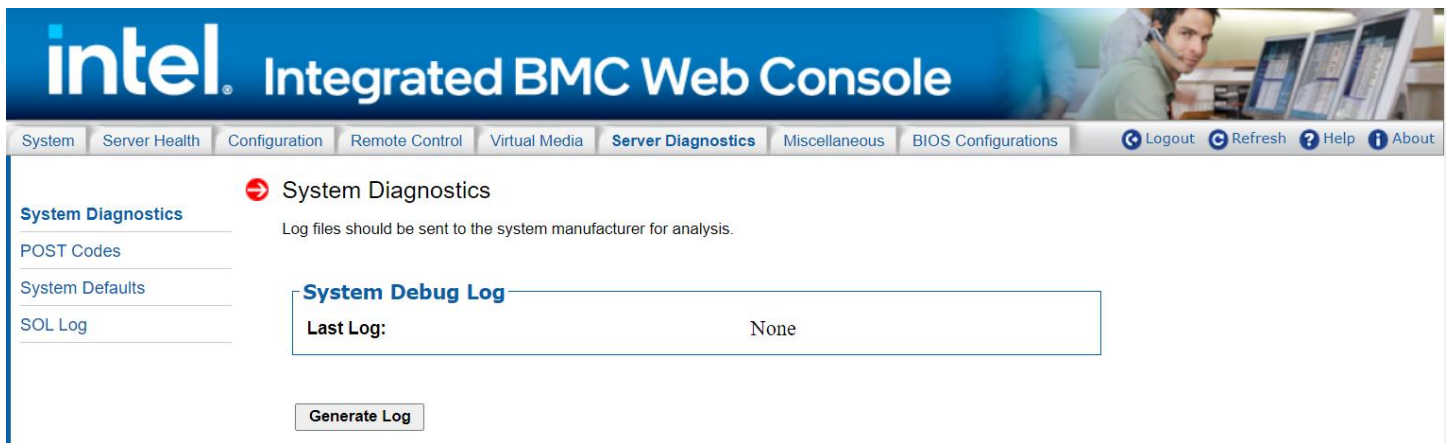 intel. Integrated BMC Web Console
System Server Health Configuration Remote Control Virtual Media Server Diagnostics Miscellaneous BIOS Configurations Logout Refresh Help About
System Diagnostics
POST Codes
System Defaults
SOL Log
System Diagnostics
Log files should be sent to the system manufacturer for analysis.
System Debug Log
Last Log: None
Generate Log